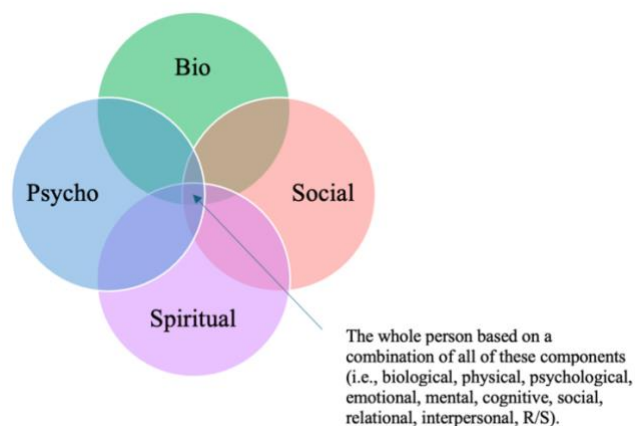 Bio
Psycho
Social
Spiritual
The whole person based on a
combination of all of these components
(i.e., biological, physical, psychological,
emotional, mental, cognitive, social,
relational, interpersonal, R/S).